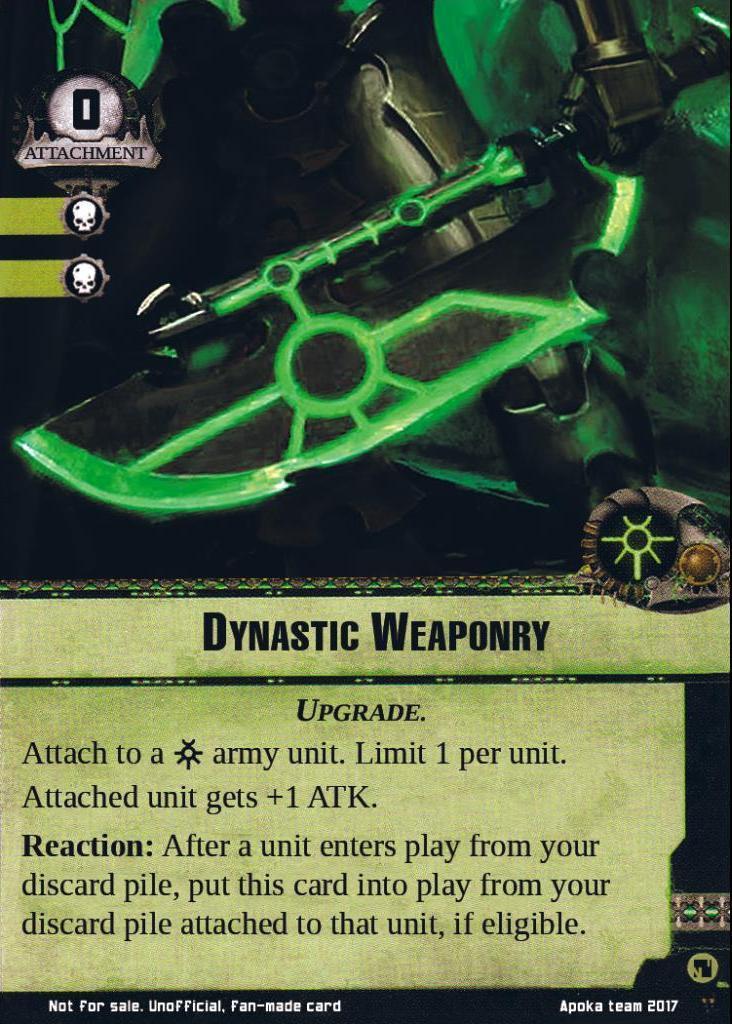 0
ATTACHMENT
DYNASTIC WEAPONRY
UPGRADE.
Attach to a army unit. Limit 1 per unit.
Attached unit gets +1 ATK.
Reaction: After a unit enters play from your
discard pile, put this card into play from your
discard pile attached to that unit, if eligible.
Not for sale. Unofficial, fan-made card
Apoka team 2017